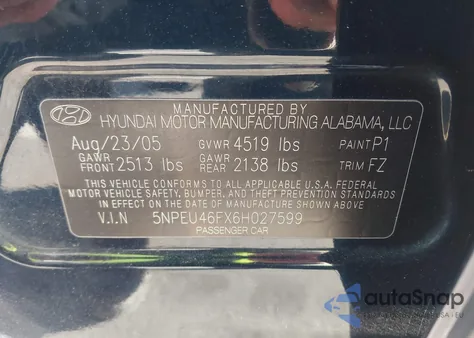 MANUFACTURED BY
HYUNDAI MOTOR MANUFACTURING ALABAMA, LLC
Aug/23/05 GVWR 4519 lbs PAINT P1
GAWR FRONT 2513 lbs GAWR REAR 2138 lbs TRIM FZ
THIS VEHICLE CONFORMS TO ALL APPLICABLE U.S.A FEDERAL
MOTOR VEHICLE SAFETY, BUMPER, AND THEFT PREVENTION STANDARDS
IN EFFECT ON THE DATE OF MANUFACTURE SHOWN ABOVE.
V.I.N 5NPEU46FX6H027599
PASSENGER CAR
autoSnap